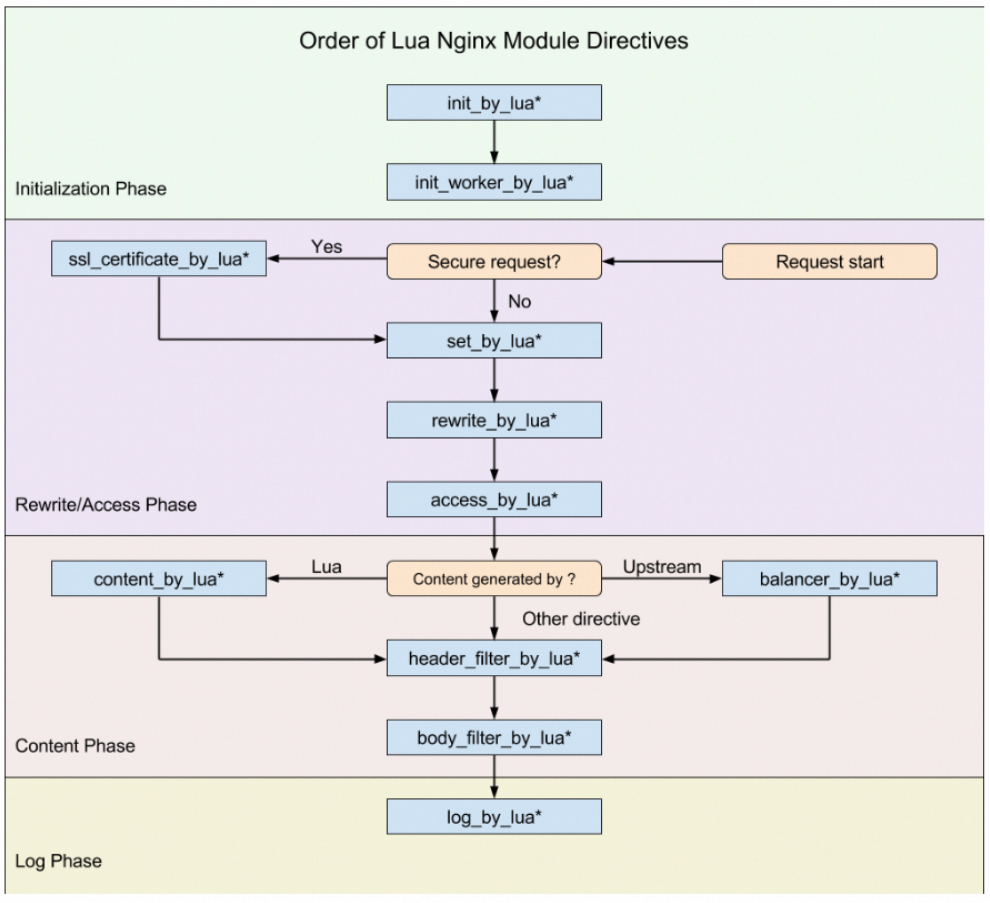 Order of Lua Nginx Module Directives
init_by_lua*
init_worker_by_lua*
Initialization Phase
ssl_certificate_by_lua*
Yes
Secure request?
Request start
No
set_by_lua*
rewrite_by_lua*
access_by_lua*
Rewrite/Access Phase
content_by_lua*
Lua
Content generated by ?
Upstream
balancer_by_lua*
Other directive
header_filter_by_lua*
body_filter_by_lua*
Content Phase
log_by_lua*
Log Phase